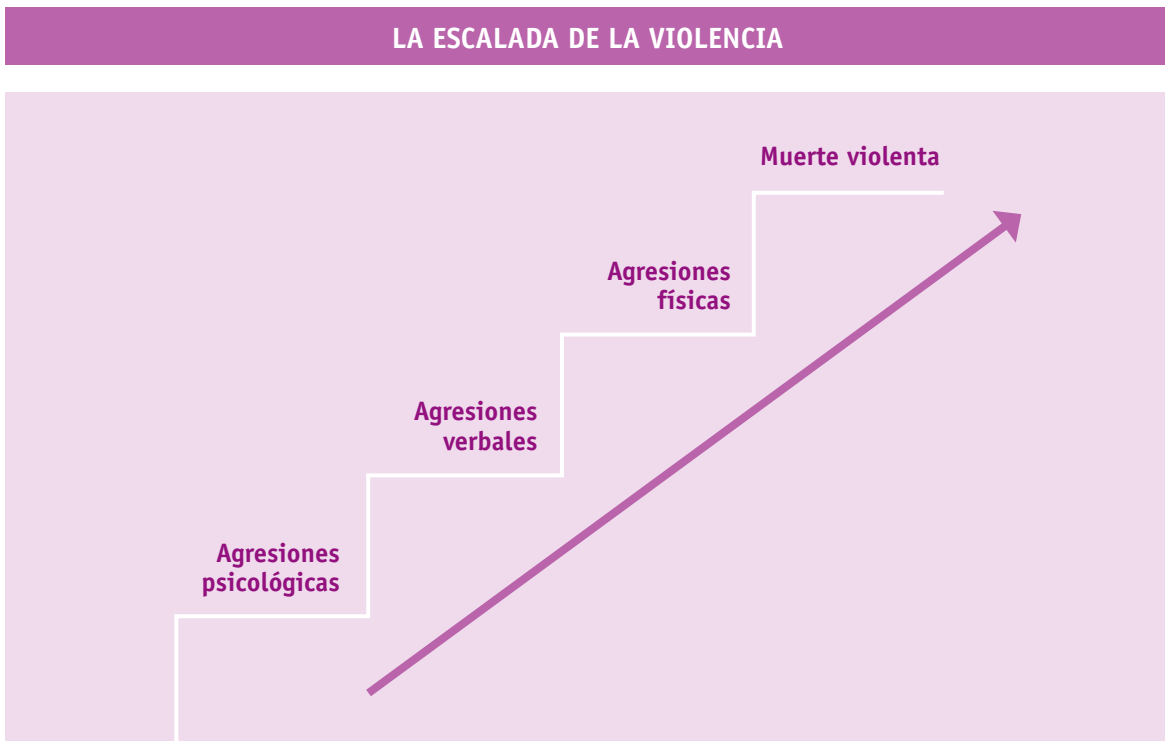 LA ESCALADA DE LA VIOLENCIA
Muerte violenta
Agresiones
físicas
Agresiones
verbales
Agresiones
psicológicas